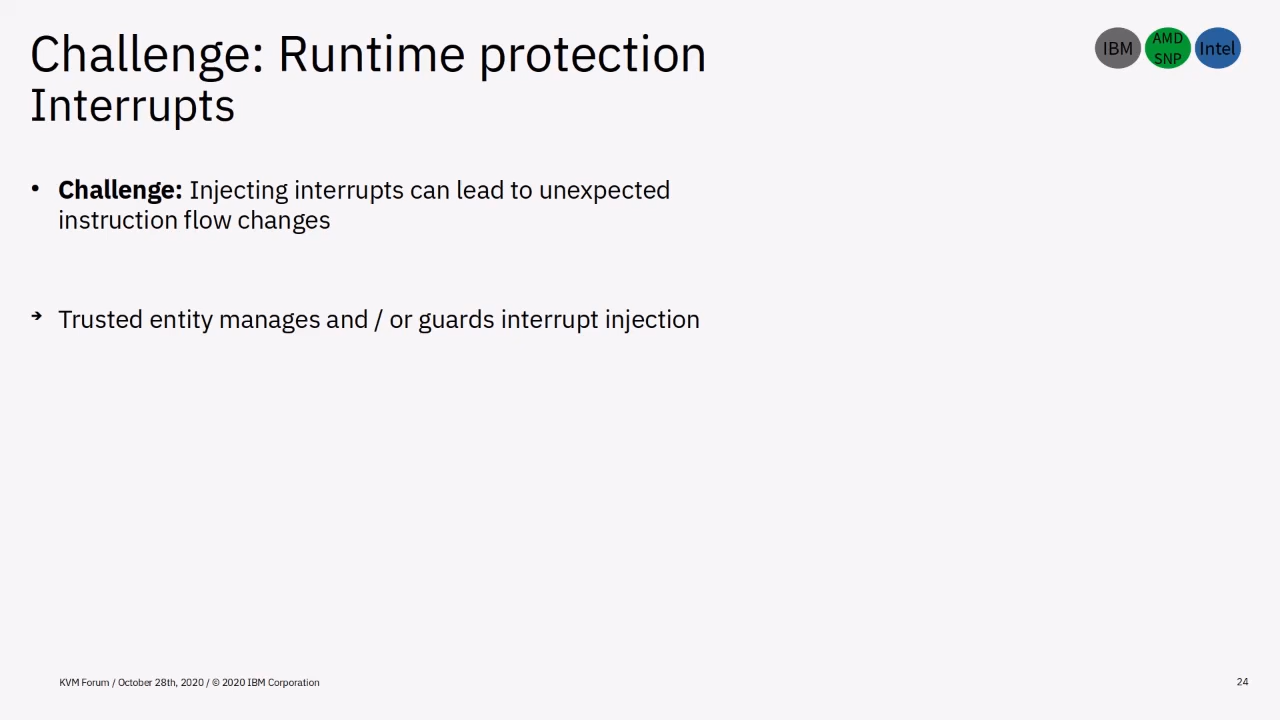 Challenge: Runtime protection
Interrupts
IBM
AMD
SNP
Intel
• Challenge: Injecting interrupts can lead to unexpected
instruction flow changes
➔ Trusted entity manages and / or guards interrupt injection
KVM Forum / October 28th, 2020 / © 2020 IBM Corporation
24